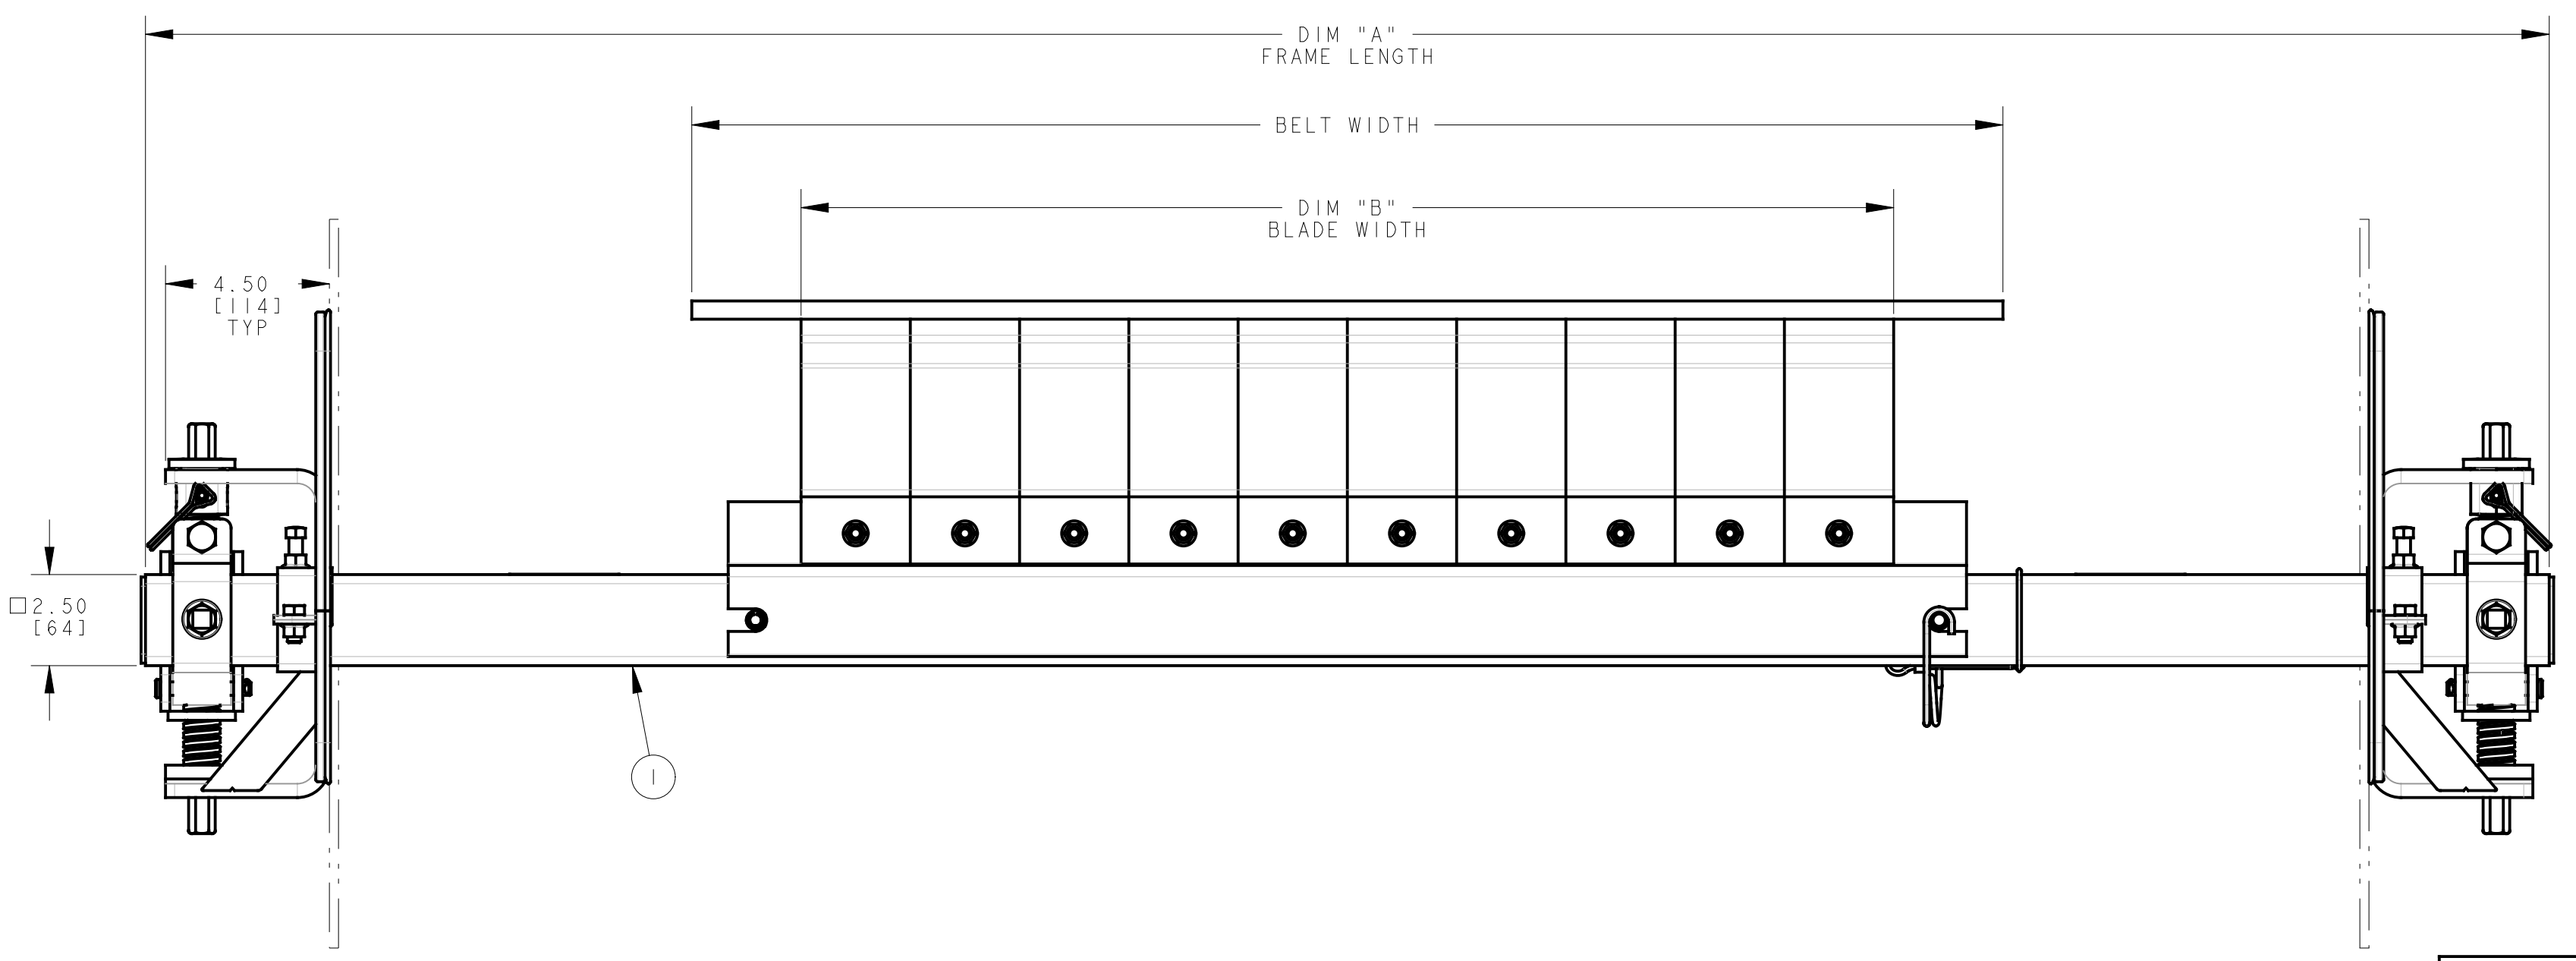 DIM "A"
FRAME LENGTH
BELT WIDTH
DIM "B"
BLADE WIDTH
4.50
[114]
TYP
□2.50
[64]
1